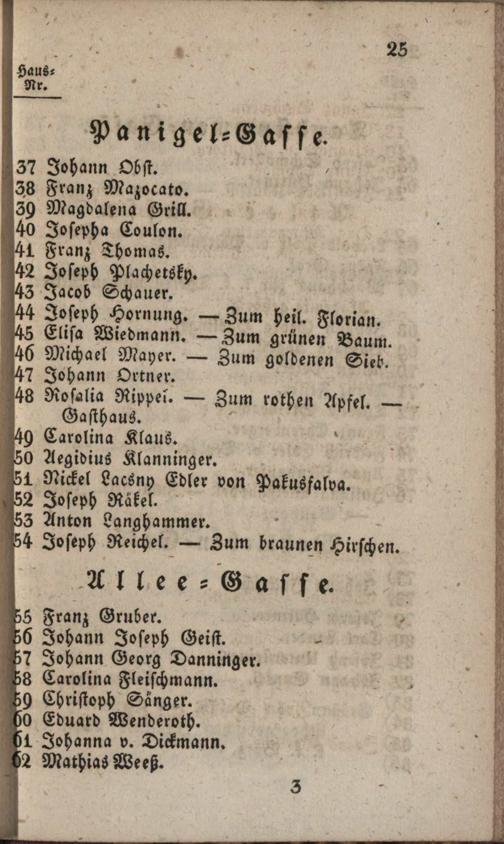 25
Haus-
Nr.
Panigel-Gasse.
37 Johann Obst.
38 Franz Mazocato.
39 Magdalena Grill.
40 Josepha Coulon.
41 Franz Thomas.
42 Joseph Plachetsky.
43 Jacob Schauer.
44 Joseph Hornung. — Zum heil. Florian.
45 Elisa Wiedmann. — Zum grünen Baum.
46 Michael Mayer. — Zum goldenen Sieb.
47 Johann Ortner.
48 Rosalia Rippei. — Zum rothen Apfel. —
Gasthaus.
49 Carolina Klaus.
50 Aegidius Klanninger.
51 Nickel Lacsny Edler von Pakusfalva.
52 Joseph Räkel.
53 Anton Langhammer.
54 Joseph Reichel. — Zum braunen Hirschen.
Allee-Gasse.
55 Franz Gruber.
56 Johann Joseph Geist.
57 Johann Georg Danninger.
58 Carolina Fleischmann.
59 Christoph Sänger.
60 Eduard Wenderoth.
61 Johanna v. Dickmann.
62 Mathias Weeß.
3